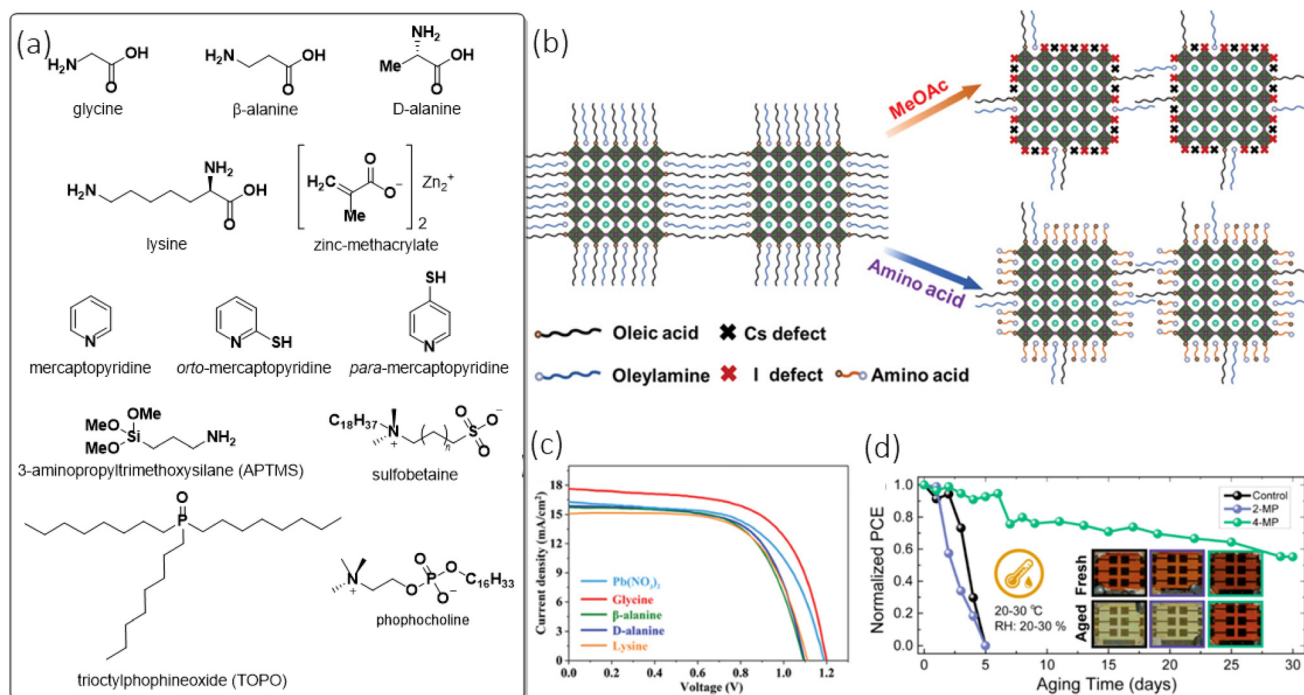 (a)
NH₂
H₂N
OH
O
glycine
H₂N
OH
O
β-alanine
Me
OH
O
D-alanine
H₂N
NH₂
OH
O
lysine
H₂C
O⁻
O
Me
2
Zn₂⁺
zinc-methacrylate
SH
N
mercaptopyridine
N
SH
orto-mercaptopyridine
N
para-mercaptopyridine
MeO
OMe
Si
MeO
NH₂
3-aminopropyltrimethoxysilane (APTMS)
C₁₈H₃₇
N
+
n
S
O⁻
O
O
sulfobetaine
O
P
trioctylphophineoxide (TOPO)
N
+
O
P
O
O
O⁻
C₁₆H₃₃
phophocholine
(b)
MeOAc
Amino acid
Oleic acid
Cs defect
Oleylamine
I defect
Amino acid
(c)
Current density (mA/cm²)
18
15
12
9
6
3
0
Pb(NO₃)₂
Glycine
β-alanine
D-alanine
Lysine
0.0 0.2 0.4 0.6 0.8 1.0 1.2
Voltage (V)
(d)
Normalized PCE
1.0
0.8
0.6
0.4
0.2
0.0
Control
2-MP
4-MP
20-30 ℃
RH: 20-30 %
Fresh
Aged
0 5 10 15 20 25 30
Aging Time (days)